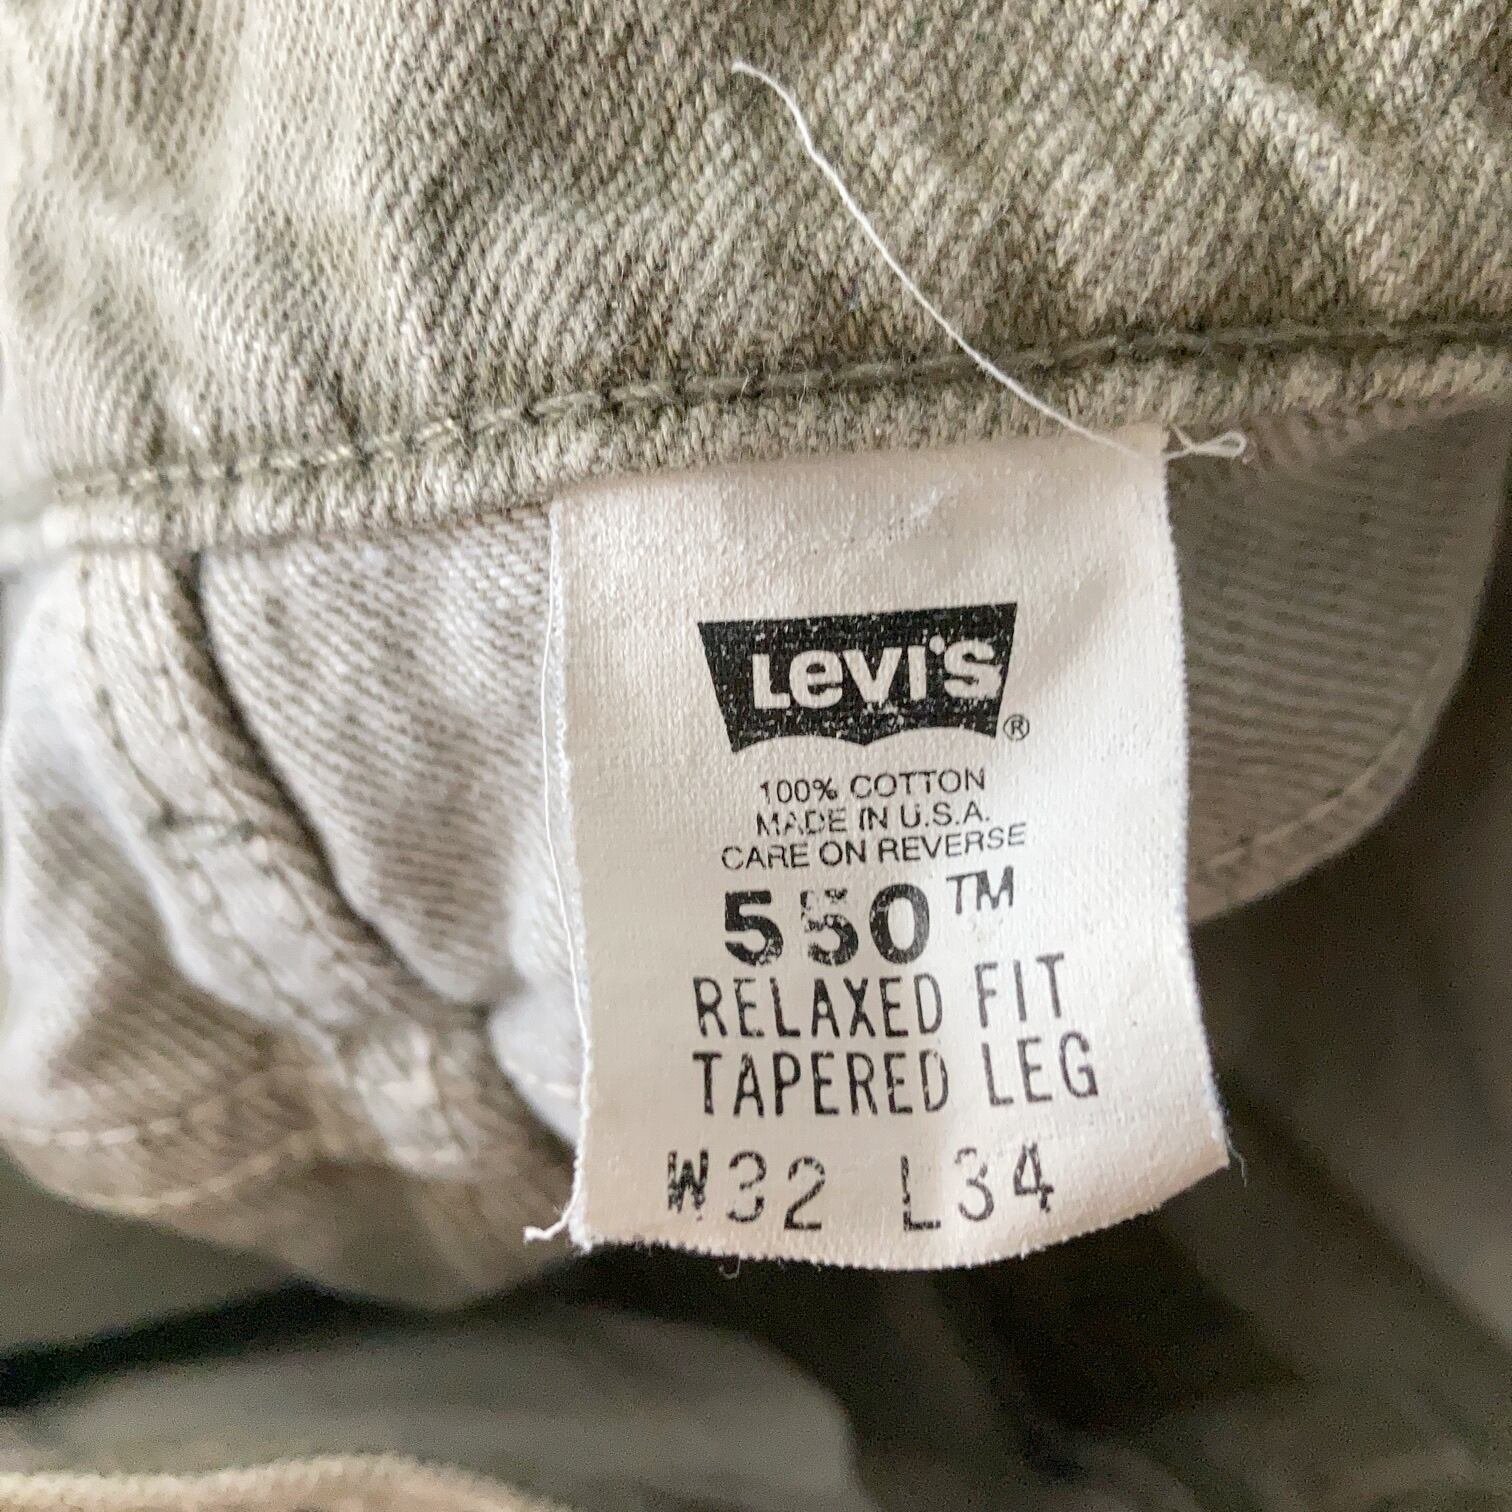 Levi's ®
100% COTTON
MADE IN U.S.A.
CARE ON REVERSE
550™
RELAXED FIT
TAPERED LEG
W32 L34